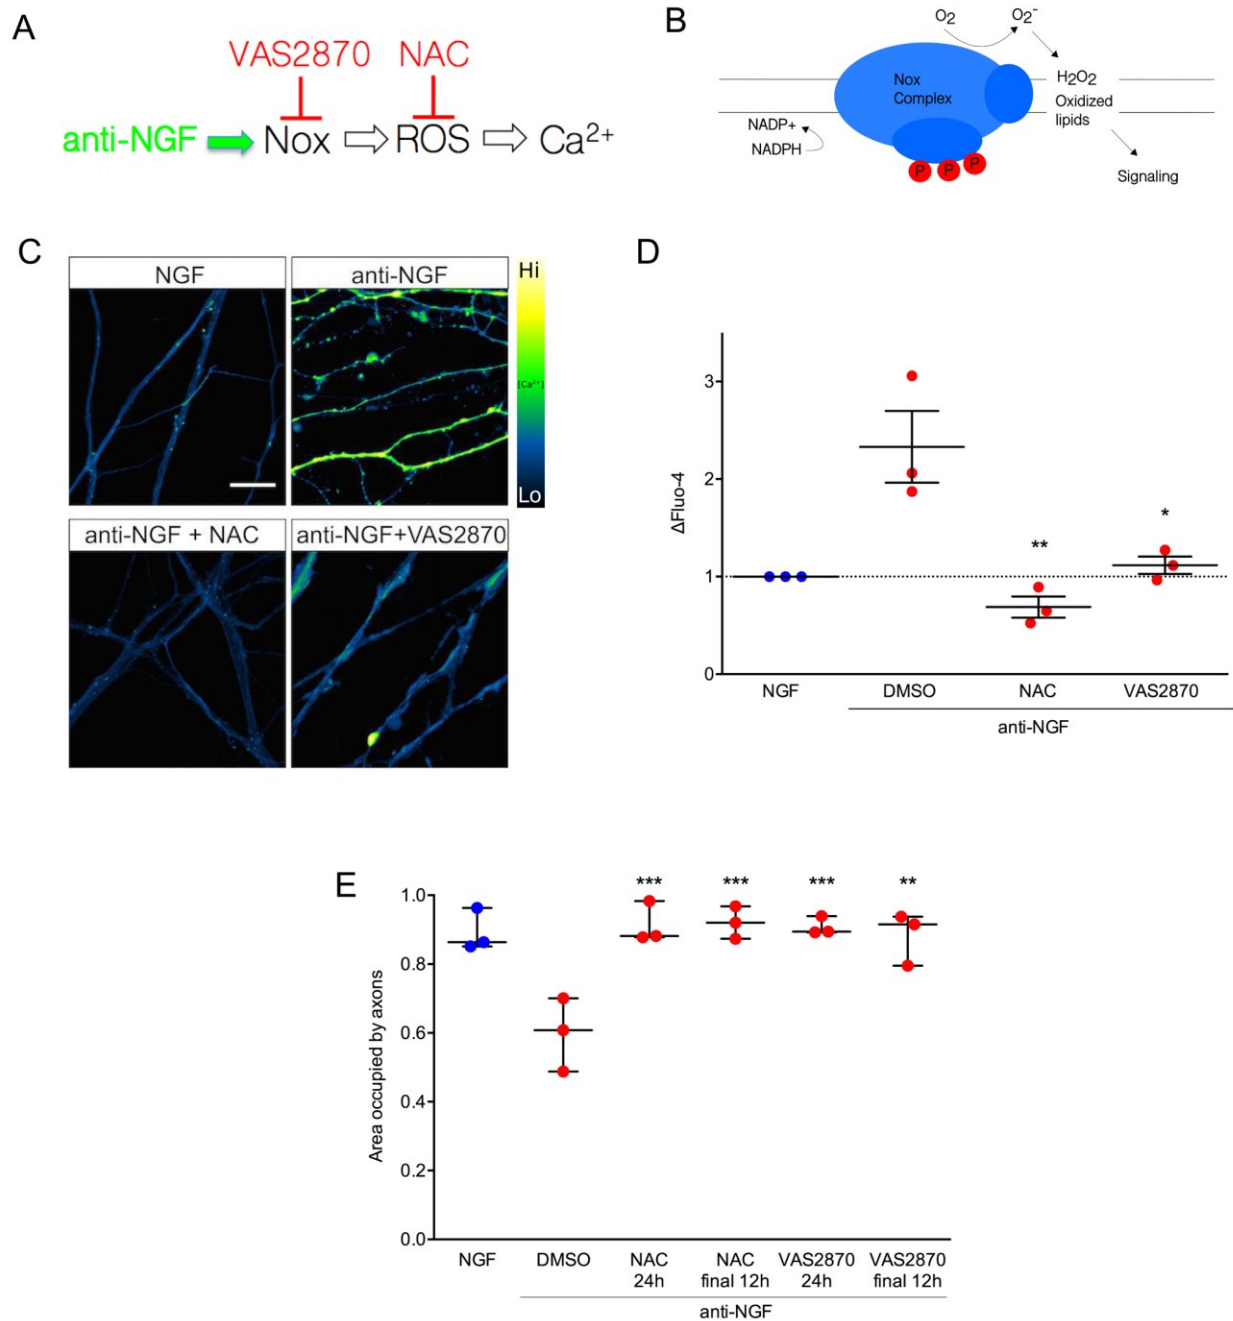 A
VAS2870 NAC
anti-NGF Nox ROS Ca²⁺
B
O₂ O₂⁻
Nox
Complex
H₂O₂
Oxidized
lipids
NADP+
NADPH
P P P
Signaling
C
NGF anti-NGF
Hi
[Ca²⁺]
Lo
anti-NGF + NAC anti-NGF+VAS2870
D
ΔFluo-4
3
2
1
0
** *
NGF DMSO NAC VAS2870
anti-NGF
E
Area occupied by axons
1.0
0.8
0.6
0.4
0.2
0.0
*** *** *** **
NGF DMSO NAC NAC VAS2870 VAS2870
24h final 12h 24h final 12h
anti-NGF